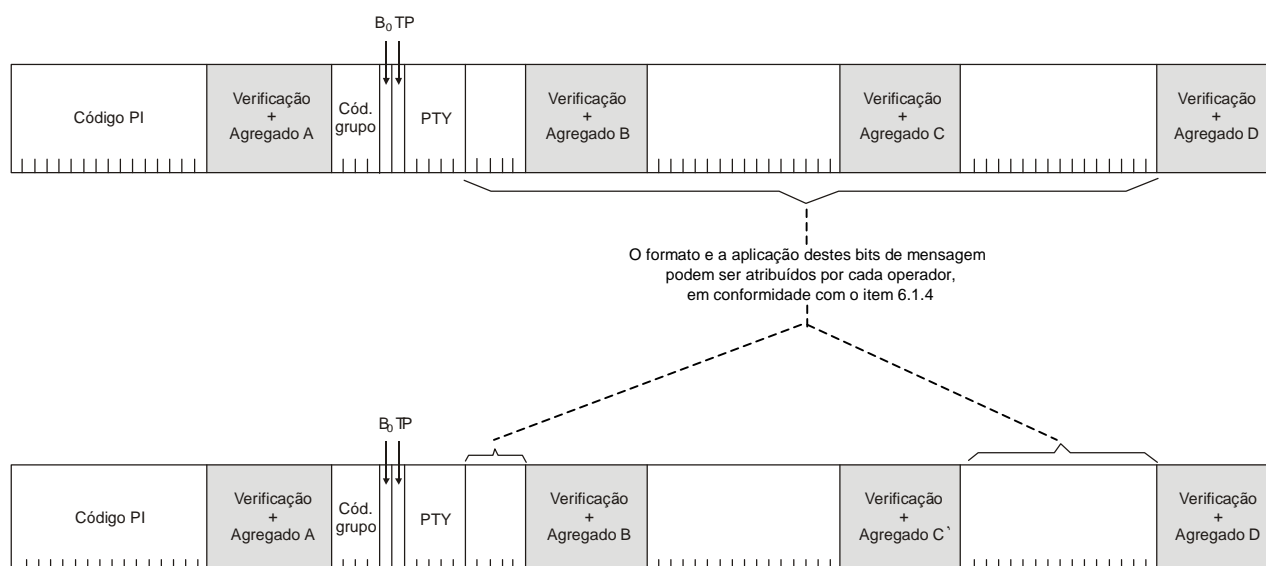 B0 TP
Código PI
Verificação
+
Agregado A
Cód.
grupo
PTY
Verificação
+
Agregado B
Verificação
+
Agregado C
Verificação
+
Agregado D
O formato e a aplicação destes bits de mensagem
podem ser atribuídos por cada operador,
em conformidade com o item 6.1.4
B0 TP
Código PI
Verificação
+
Agregado A
Cód.
grupo
PTY
Verificação
+
Agregado B
Verificação
+
Agregado C`
Verificação
+
Agregado D